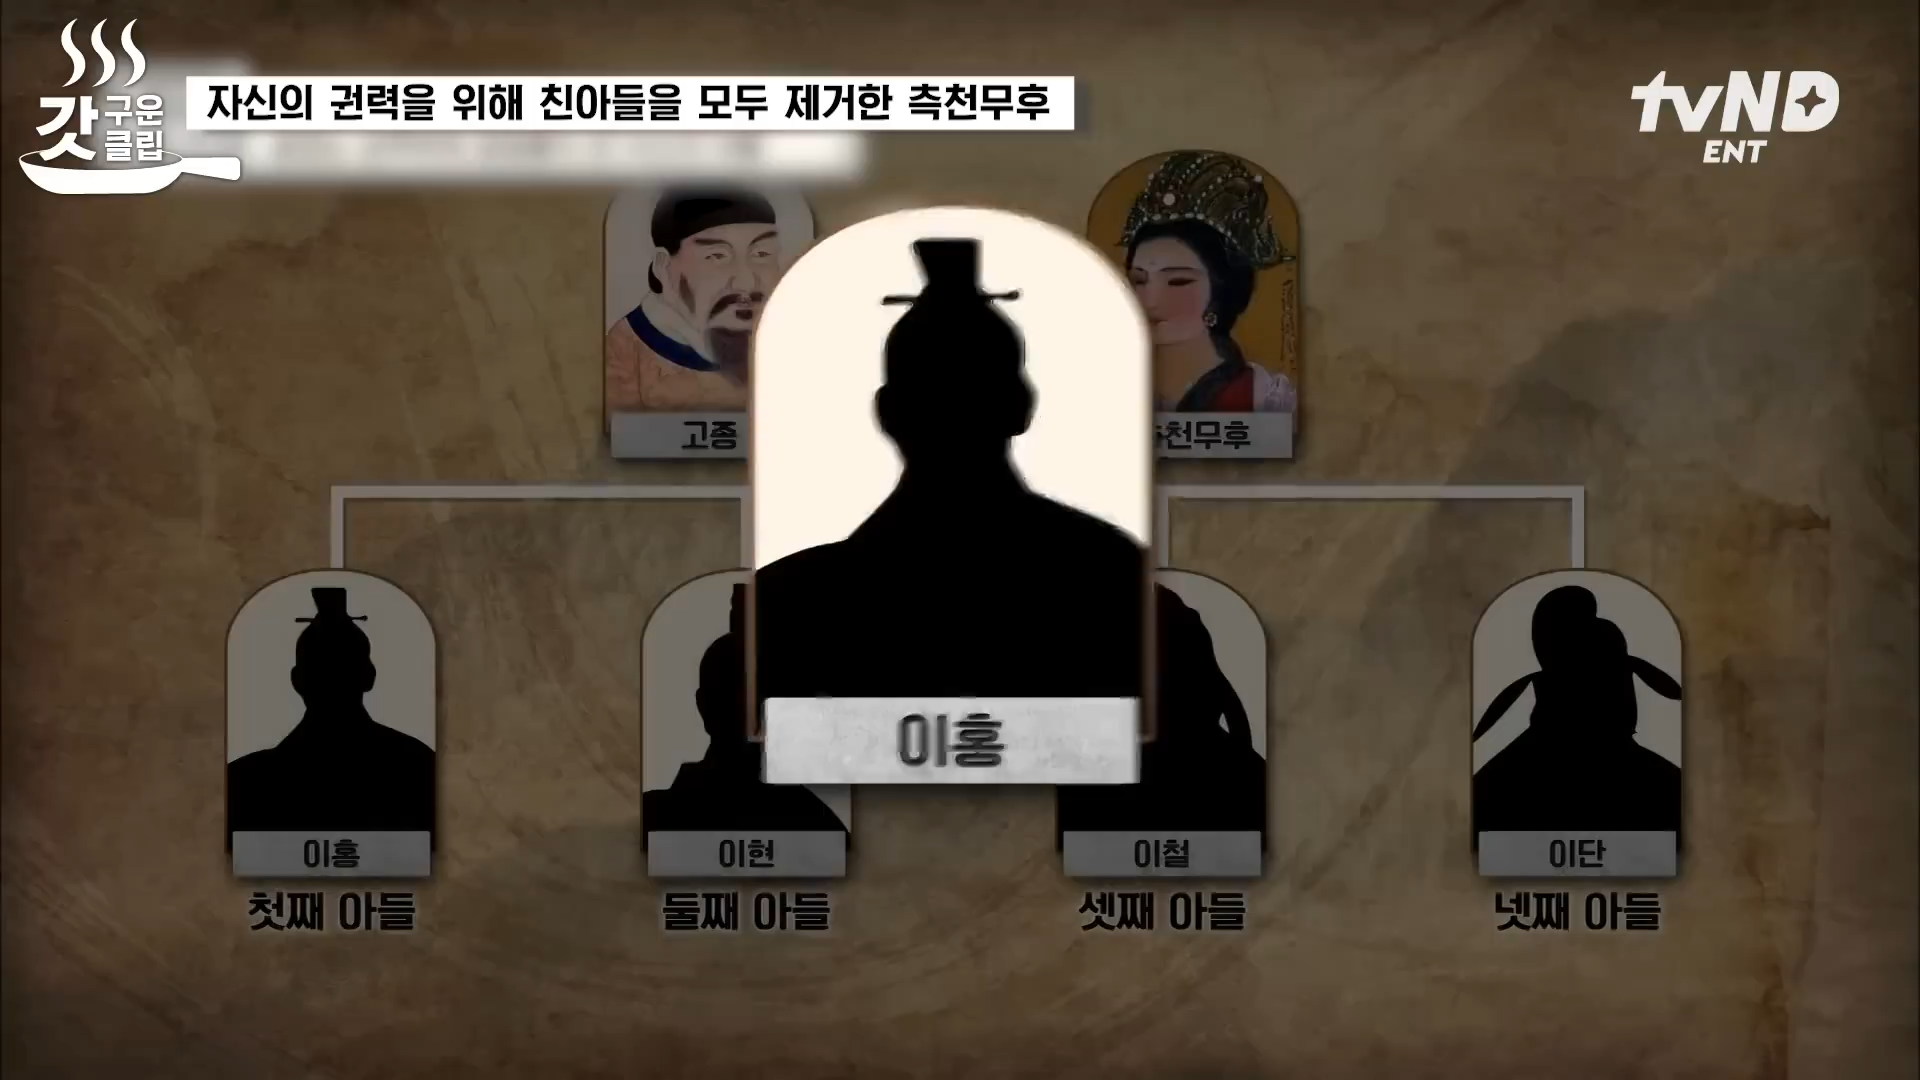 갓구운클립
자신의 권력을 위해 친아들을 모두 제거한 측천무후
tvND
ENT
고종
천무후
이홍
이홍
이현
이철
이단
첫째 아들
둘째 아들
셋째 아들
넷째 아들